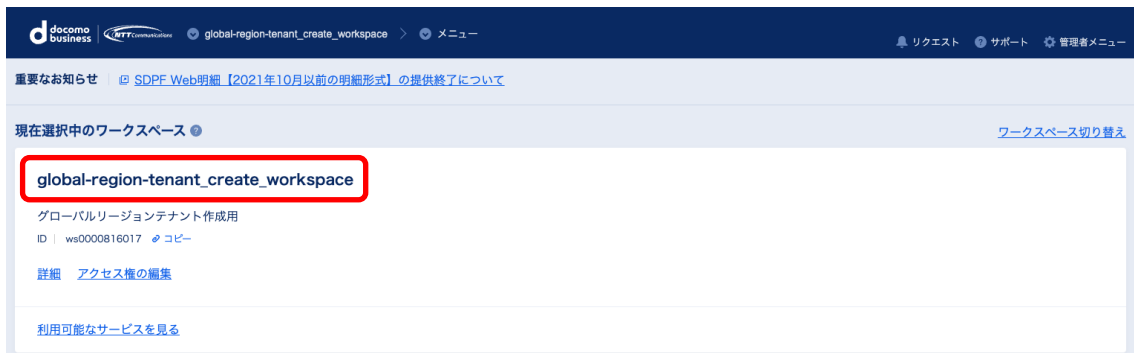 docomo business NTT Communications global-region-tenant_create_workspace メニュー リクエスト サポート 管理者メニュー
重要なお知らせ SDPF Web明細【2021年10月以前の明細形式】の提供終了について
現在選択中のワークスペース ワークスペース切り替え
global-region-tenant_create_workspace
グローバルリージョンテナント作成用
ID ws0000816017 コピー
詳細 アクセス権の編集
利用可能なサービスを見る